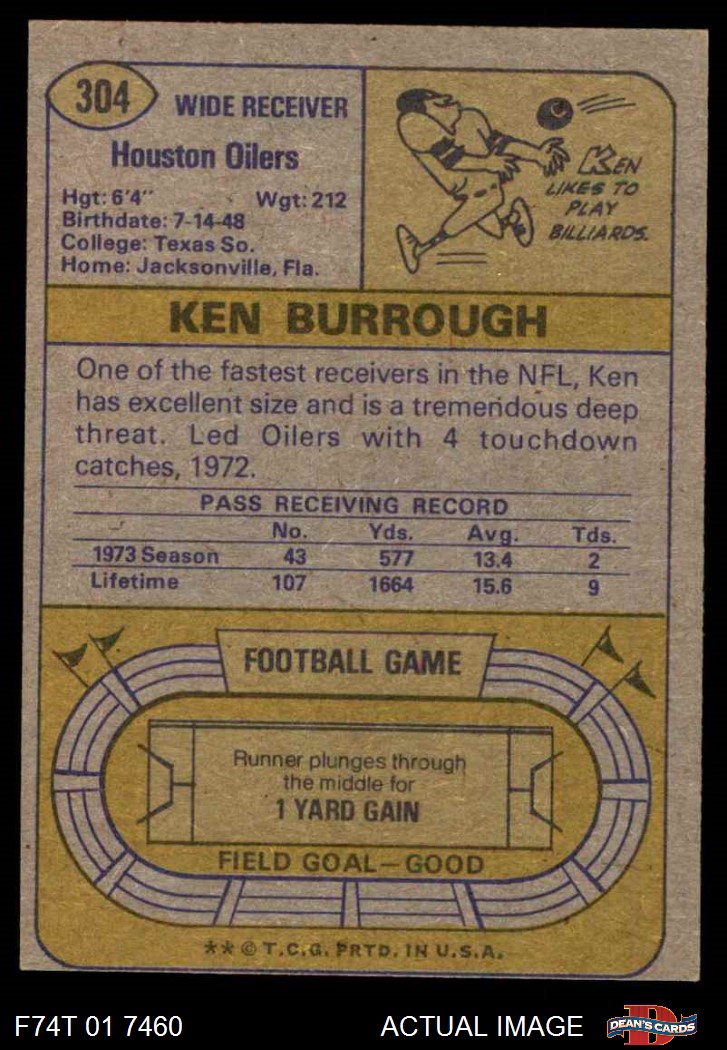 304
WIDE RECEIVER
Houston Oilers
Hgt: 6'4" Wgt: 212
Birthdate: 7-14-48
College: Texas So.
Home: Jacksonville, Fla.
KEN
LIKES TO
PLAY
BILLIARDS.
KEN BURROUGH
One of the fastest receivers in the NFL, Ken
has excellent size and is a tremendous deep
threat. Led Oilers with 4 touchdown
catches, 1972.
PASS RECEIVING RECORD
No. Yds. Avg. Tds.
1973 Season 43 577 13.4 2
Lifetime 107 1664 15.6 9
FOOTBALL GAME
Runner plunges through
the middle for
1 YARD GAIN
FIELD GOAL—GOOD
** © T.C.G. PRTD. IN U.S.A.
F74T 01 7460 ACTUAL IMAGE
D
DEAN'S CARDS